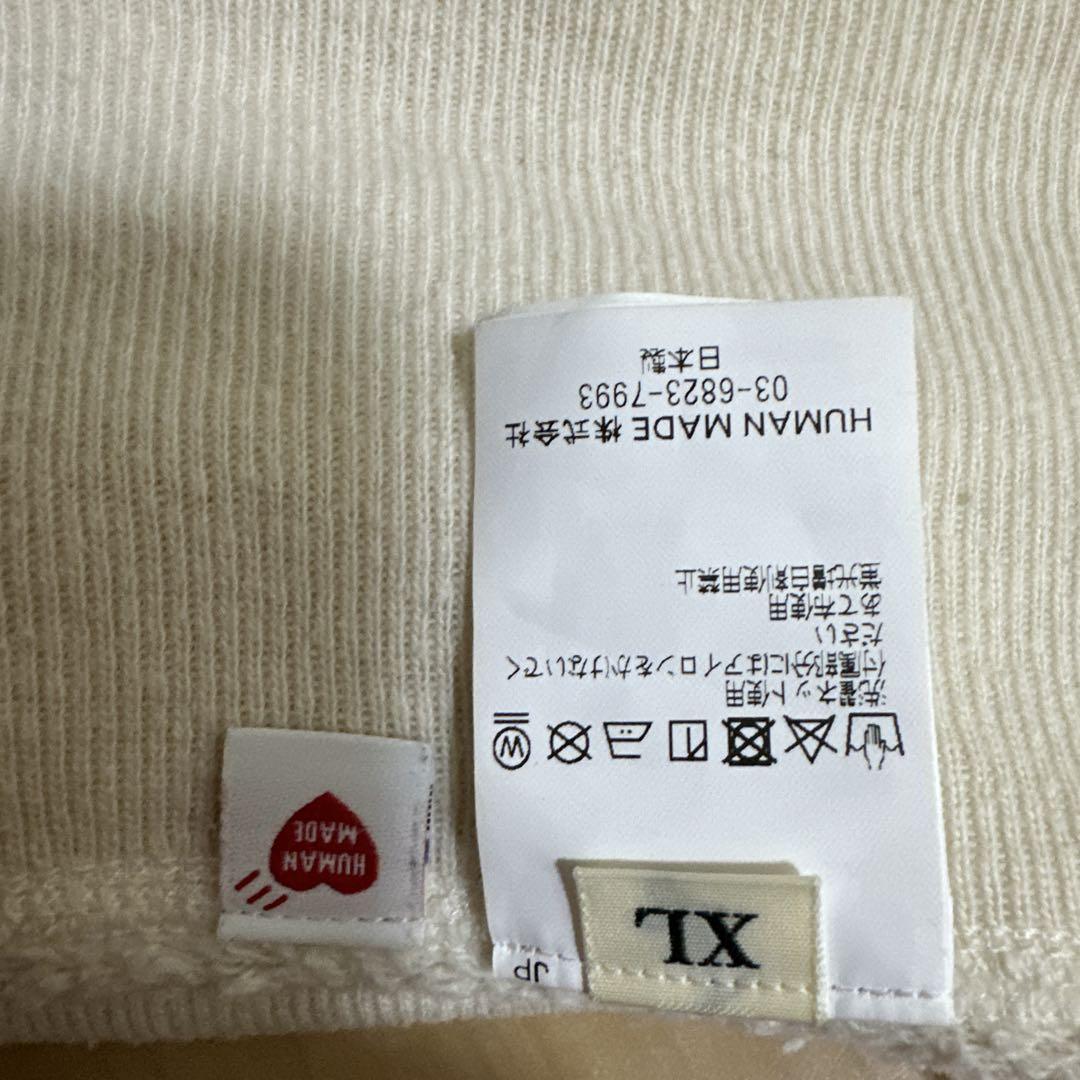 XL
JP
洗濯ネット使用
付属部分にはアイロンをかけないでく
ださい
あて布使用
蛍光増白剤使用禁止
HUMAN MADE 株式会社
03-6823-7993
日本製
HUMAN
MADE
W